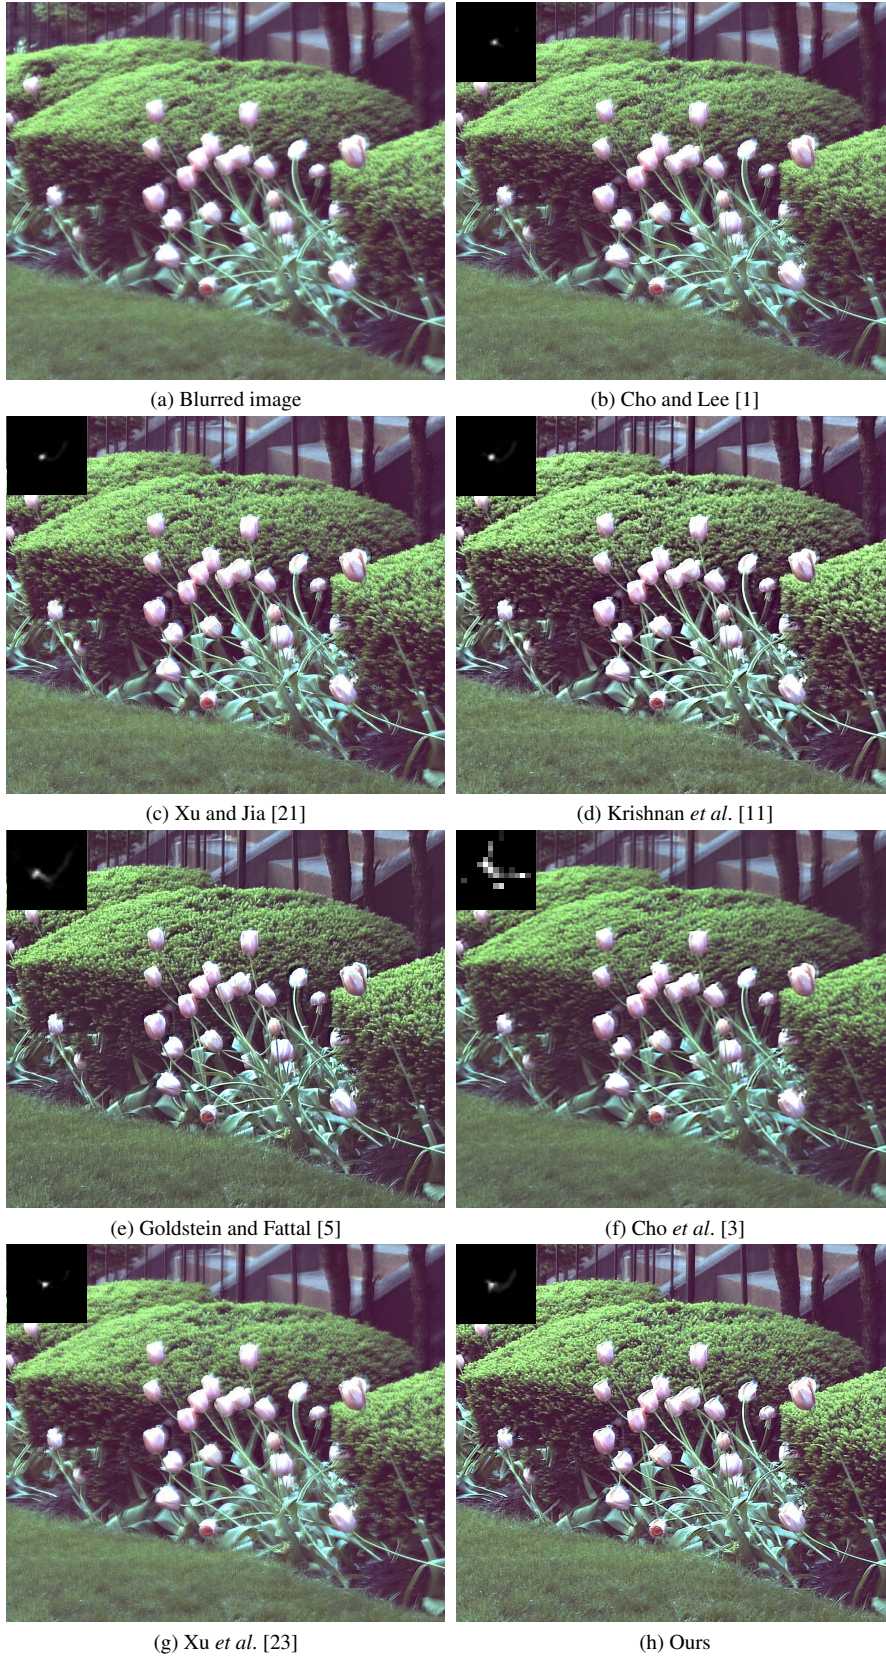 (a) Blurred image
(b) Cho and Lee [1]
(c) Xu and Jia [21]
(d) Krishnan et al. [11]
(e) Goldstein and Fattal [5]
(f) Cho et al. [3]
(g) Xu et al. [23]
(h) Ours